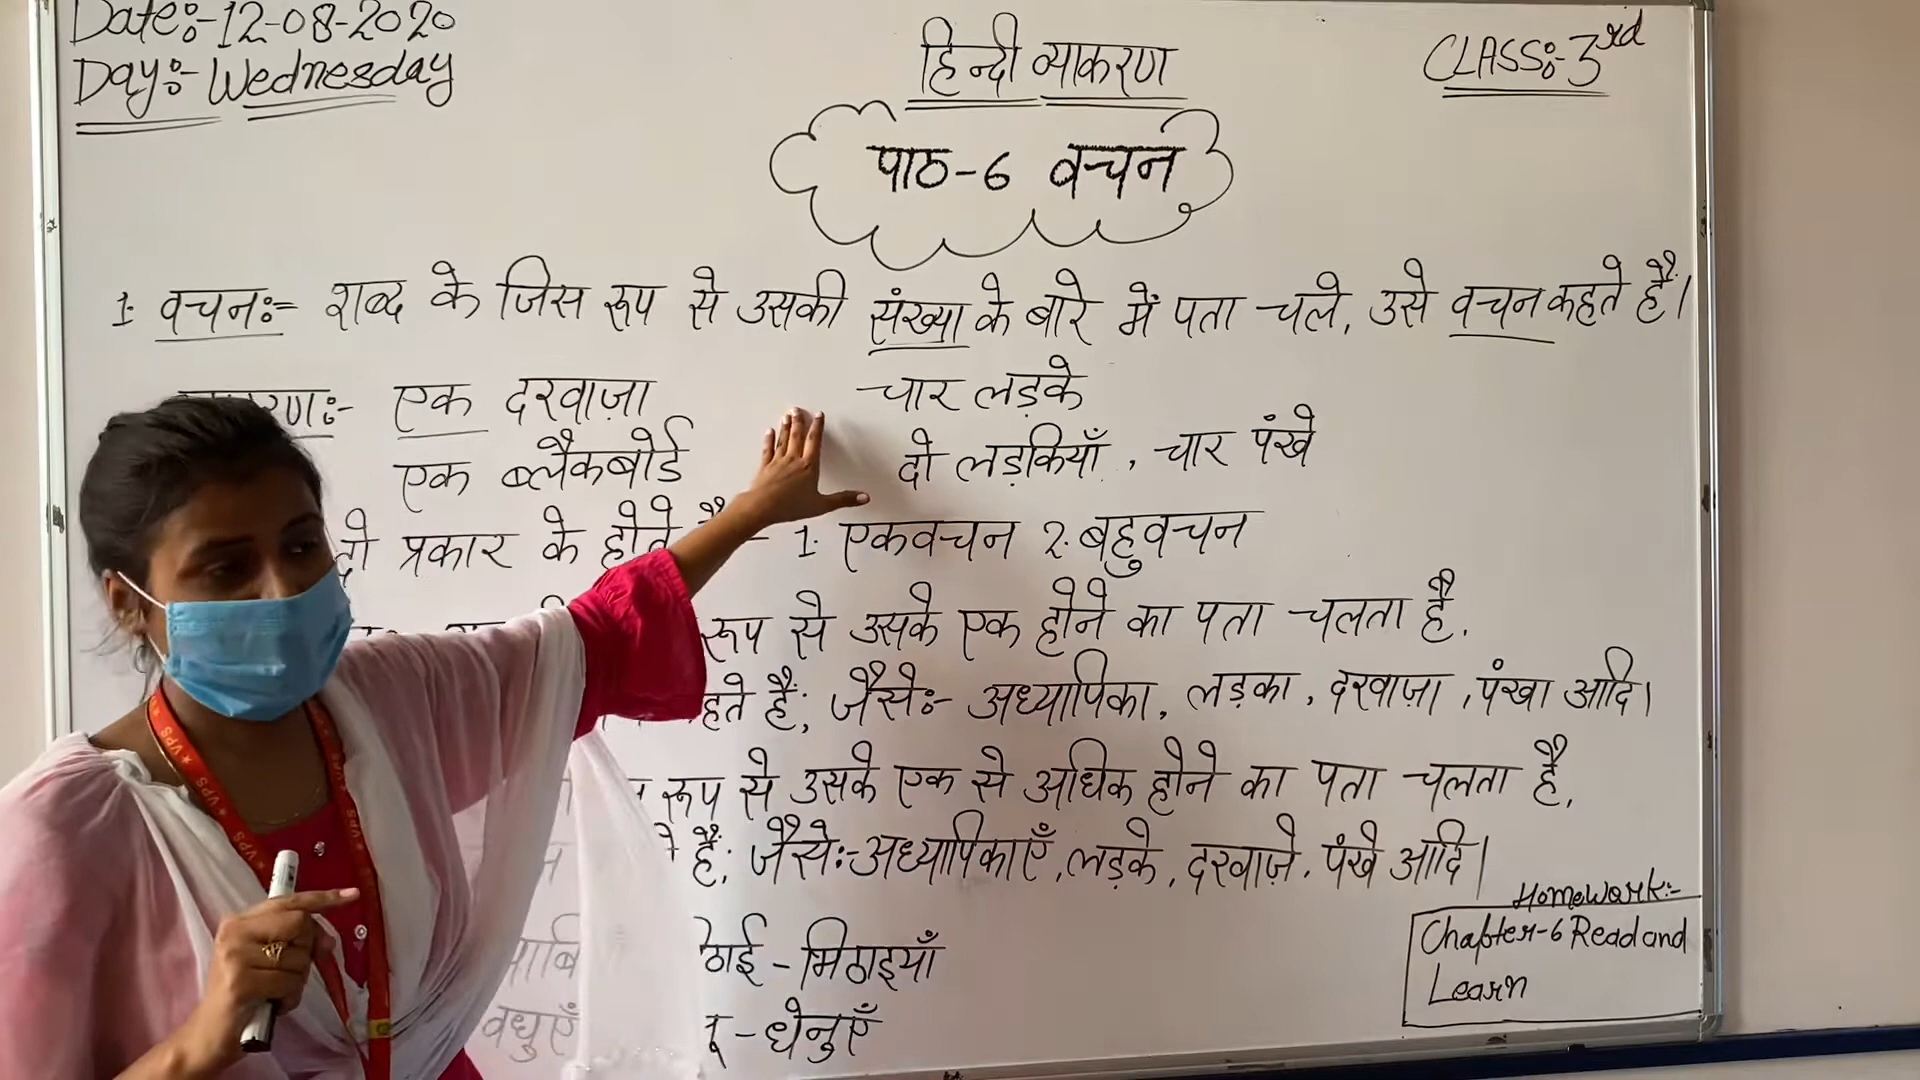 Date:-12-08-2020
Day:-Wednesday
हिन्दी व्याकरण
CLASS:-3rd
पाठ-6 वचन
1. वचनः- शब्द के जिस रूप से उसकी संख्या के बारे में पता चले, उसे वचन कहते हैं।
एक दरवाज़ा चार लड़के
एक ब्लैकबोर्ड दो लड़कियाँ, चार पंखे
दो प्रकार के होते 1. एकवचन 2. बहुवचन
रूप से उसके एक होने का पता चलता है,
हैं; जैसेः- अध्यापिका, लड़का, दरवाज़ा, पंखा आदि।
रूप से उसके एक से अधिक होने का पता चलता है,
हैं; जैसेः-अध्यापिकाएँ, लड़के, दरवाज़े, पंखे आदि।
- मिठाइयाँ
वधुएँ - धेनुएँ
Homework:-
Chapter-6 Read and
Learn
VPS
VPS
VPS